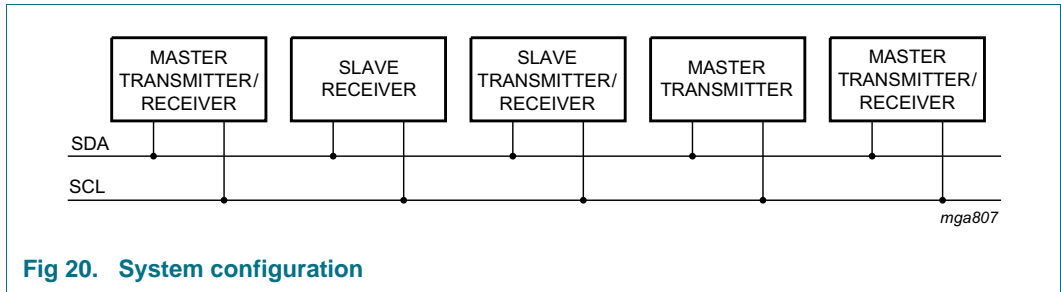 MASTER
TRANSMITTER/
RECEIVER
SLAVE
RECEIVER
SLAVE
TRANSMITTER/
RECEIVER
MASTER
TRANSMITTER
MASTER
TRANSMITTER/
RECEIVER
SDA
SCL
mga807
Fig 20. System configuration